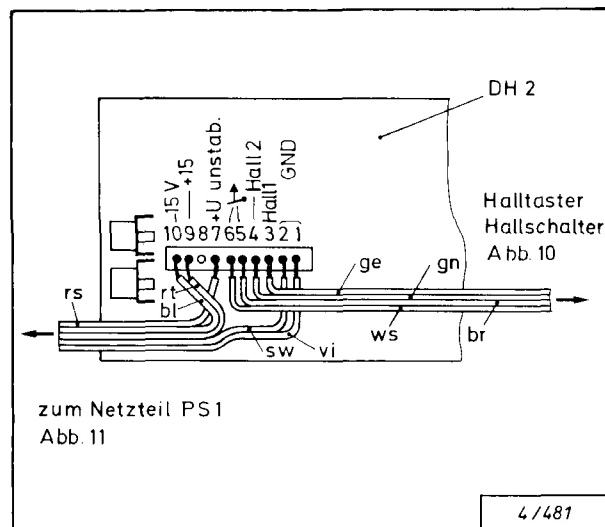 DH 2
-15 V
+15
+U unstab.
Hall 2
Hall1
GND
10 9 8 7 6 5 4 3 2 1
Halltaster
Hallschalter
Abb. 10
rs
rt
bl
ge
gn
ws
br
sw
vi
zum Netzteil PS1
Abb. 11
4/481